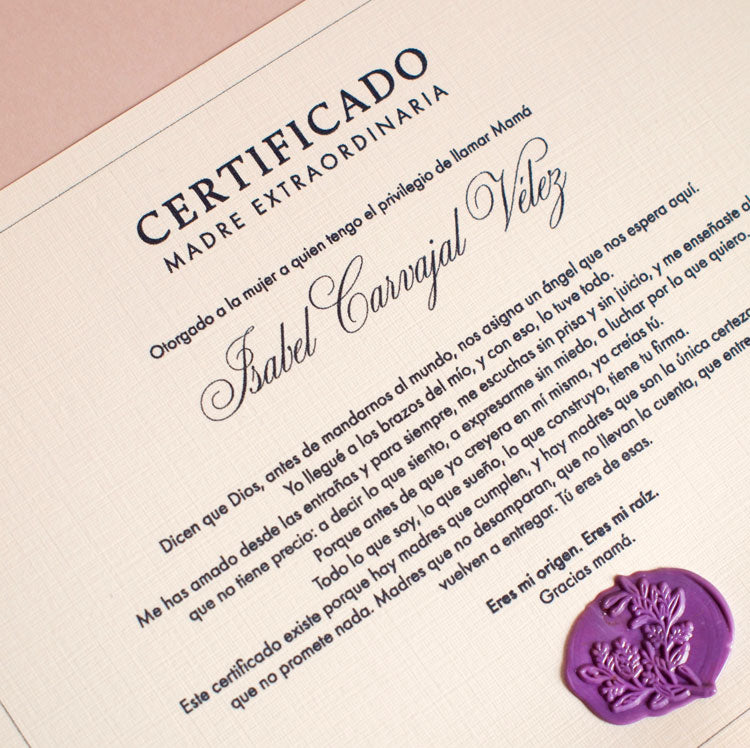 CERTIFICADO
MADRE EXTRAORDINARIA
Otorgado a la mujer a quien tengo el privilegio de llamar Mamá
Isabel Carvajal Vélez
Dicen que Dios, antes de mandarnos al mundo, nos asigna un ángel que nos espera aquí.
Yo llegué a los brazos del mío, y con eso, lo tuve todo.
Me has amado desde las entrañas y para siempre, me escuchas sin prisa y sin juicio, y me enseñaste
que no tiene precio: a decir lo que siento, a expresarme sin miedo, a luchar por lo que quiero.
Porque antes de que yo creyera en mí misma, ya creías tú.
Todo lo que soy, lo que sueño, lo que construyo, tiene tu firma.
Este certificado existe porque hay madres que cumplen, y hay madres que son la única certeza
que no promete nada. Madres que no desamparan, que no llevan la cuenta, que
vuelven a entregar. Tú eres de esas.
Eres mi origen. Eres mi raíz.
Gracias mamá.